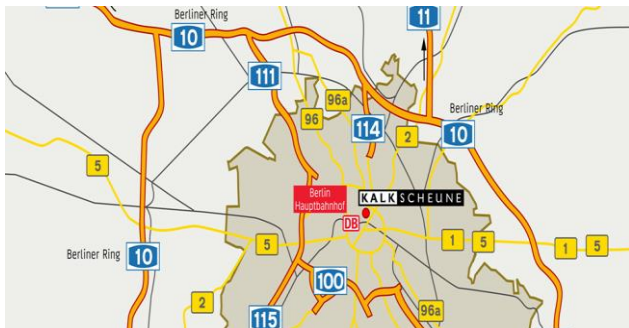 11
Berliner Ring
10
111
96a
Berliner Ring
96
114
2
10
5
Berlin
Hauptbahnhof
KALKSCHEUNE
DB
5
1
5
1
5
Berliner Ring
10
100
2
96a
115